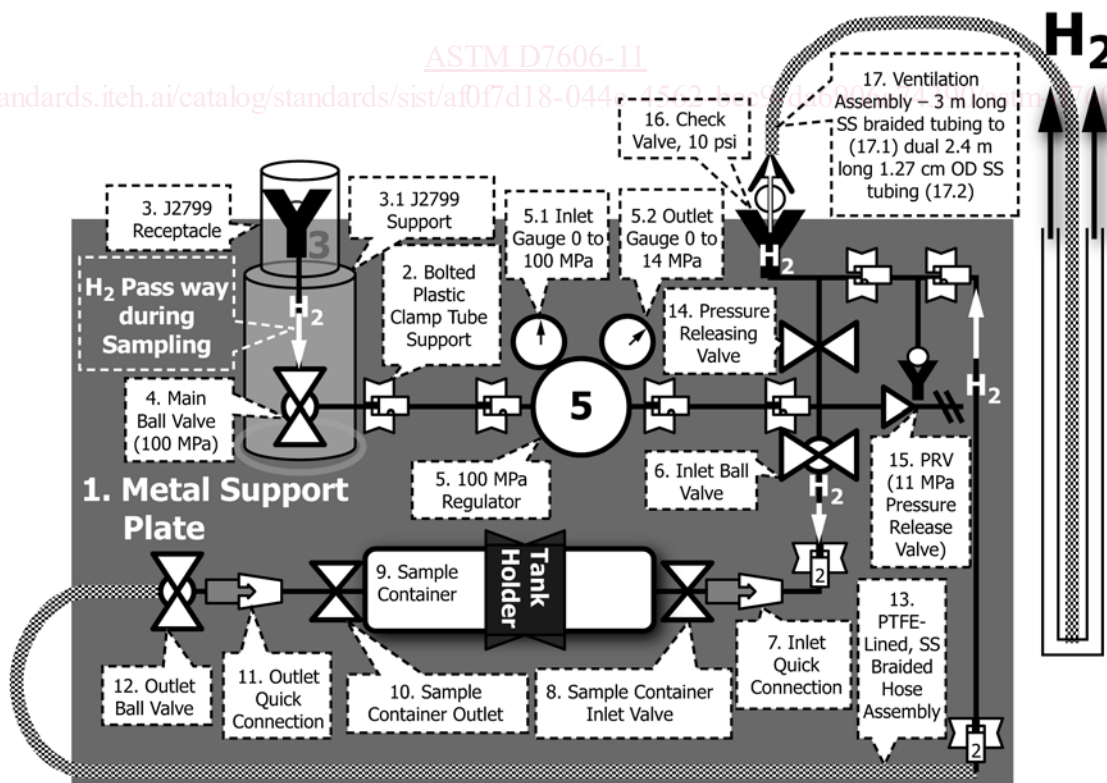 ASTM D7606-11
H2
17. Ventilation
Assembly – 3 m long
SS braided tubing to
(17.1) dual 2.4 m
long 1.27 cm OD SS
tubing (17.2)
16. Check
Valve, 10 psi
3. J2799
Receptacle
3
3.1 J2799
Support
5.1 Inlet
Gauge 0 to
100 MPa
5.2 Outlet
Gauge 0 to
14 MPa
H2
H2 Pass way
during
Sampling
H2
2. Bolted
Plastic
Clamp Tube
Support
14. Pressure
Releasing
Valve
H2
4. Main
Ball Valve
(100 MPa)
5
5. 100 MPa
Regulator
6. Inlet Ball
Valve
H2
15. PRV
(11 MPa
Pressure
Release
Valve)
1. Metal Support
Plate
2
9. Sample
Container
Tank
Holder
13.
PTFE-
Lined, SS
Braided
Hose
Assembly
12. Outlet
Ball Valve
11. Outlet
Quick
Connection
10. Sample
Container Outlet
8. Sample Container
Inlet Valve
7. Inlet
Quick
Connection
2